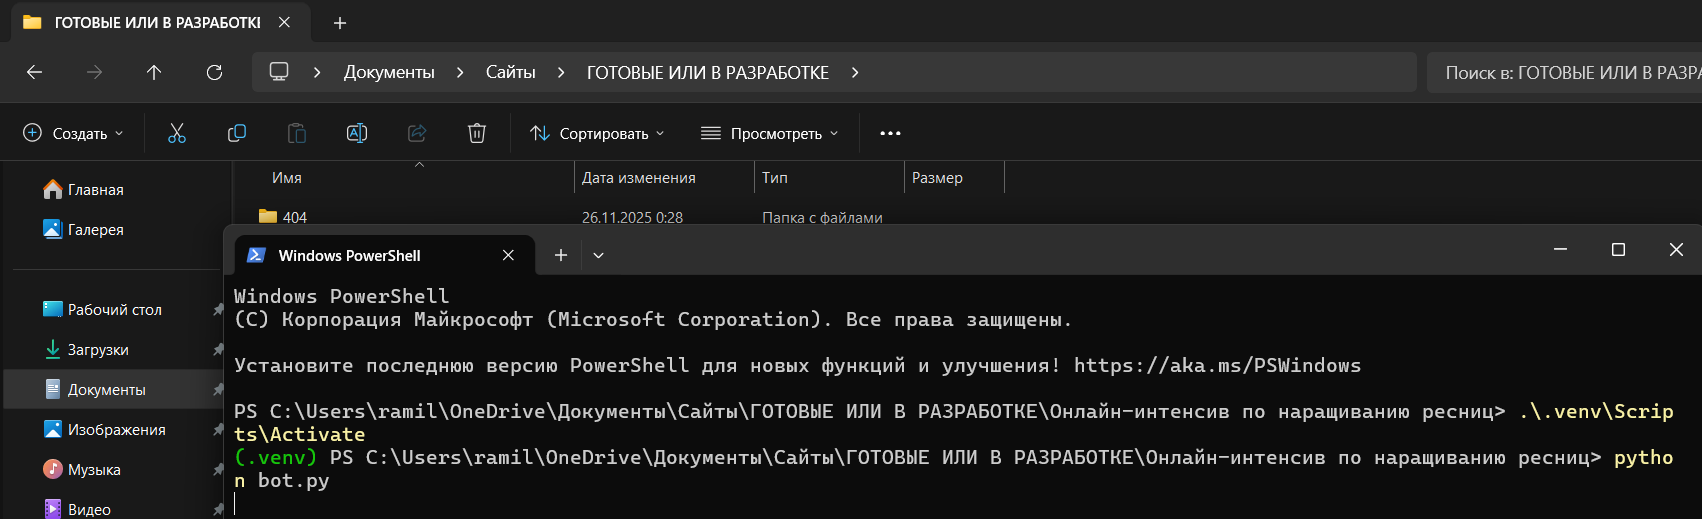 ГОТОВЫЕ ИЛИ В РАЗРАБОТКЕ
Документы > Сайты > ГОТОВЫЕ ИЛИ В РАЗРАБОТКЕ >
Поиск в: ГОТОВЫЕ ИЛИ В РАЗРА
Создать
Сортировать
Просмотреть
Имя
Дата изменения
Тип
Размер
Главная
404
26.11.2025 0:28
Папка с файлами
Галерея
Рабочий стол
Загрузки
Документы
Изображения
Музыка
Видео
Windows PowerShell
Windows PowerShell
(C) Корпорация Майкрософт (Microsoft Corporation). Все права защищены.
Установите последнюю версию PowerShell для новых функций и улучшения! https://aka.ms/PSWindows
PS C:\Users\ramil\OneDrive\Документы\Сайты\ГОТОВЫЕ ИЛИ В РАЗРАБОТКЕ\Онлайн-интенсив по наращиванию ресниц> .\.venv\Scrip
ts\Activate
(.venv) PS C:\Users\ramil\OneDrive\Документы\Сайты\ГОТОВЫЕ ИЛИ В РАЗРАБОТКЕ\Онлайн-интенсив по наращиванию ресниц> pytho
n bot.py